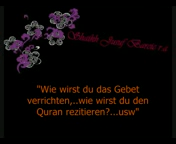 "Wie wirst du das Gebet
verrichten,..wie wirst du den
Quran rezitieren?...usw"